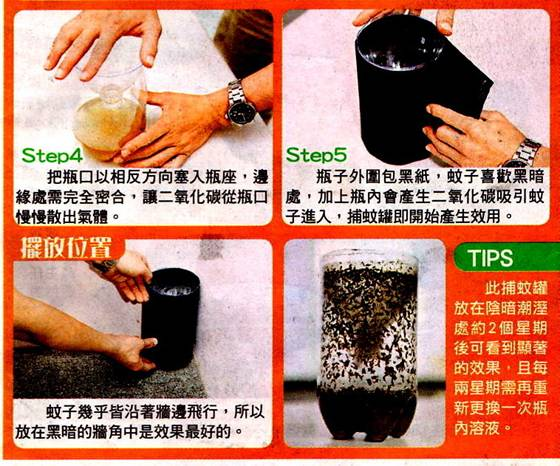 Step4
把瓶口以相反方向塞入瓶座，邊
緣處需完全密合，讓二氧化碳從瓶口
慢慢散出氣體。
Step5
瓶子外圍包黑紙，蚊子喜歡黑暗
處，加上瓶內會產生二氧化碳吸引蚊
子進入，捕蚊罐即開始產生效用。
擺放位置
蚊子幾乎皆沿著牆邊飛行，所以
放在黑暗的牆角中是效果最好的。
TIPS
此捕蚊罐
放在陰暗潮溼
處約2個星期
後可看到顯著
的效果，且每
兩星期需再重
新更換一次瓶
內溶液。